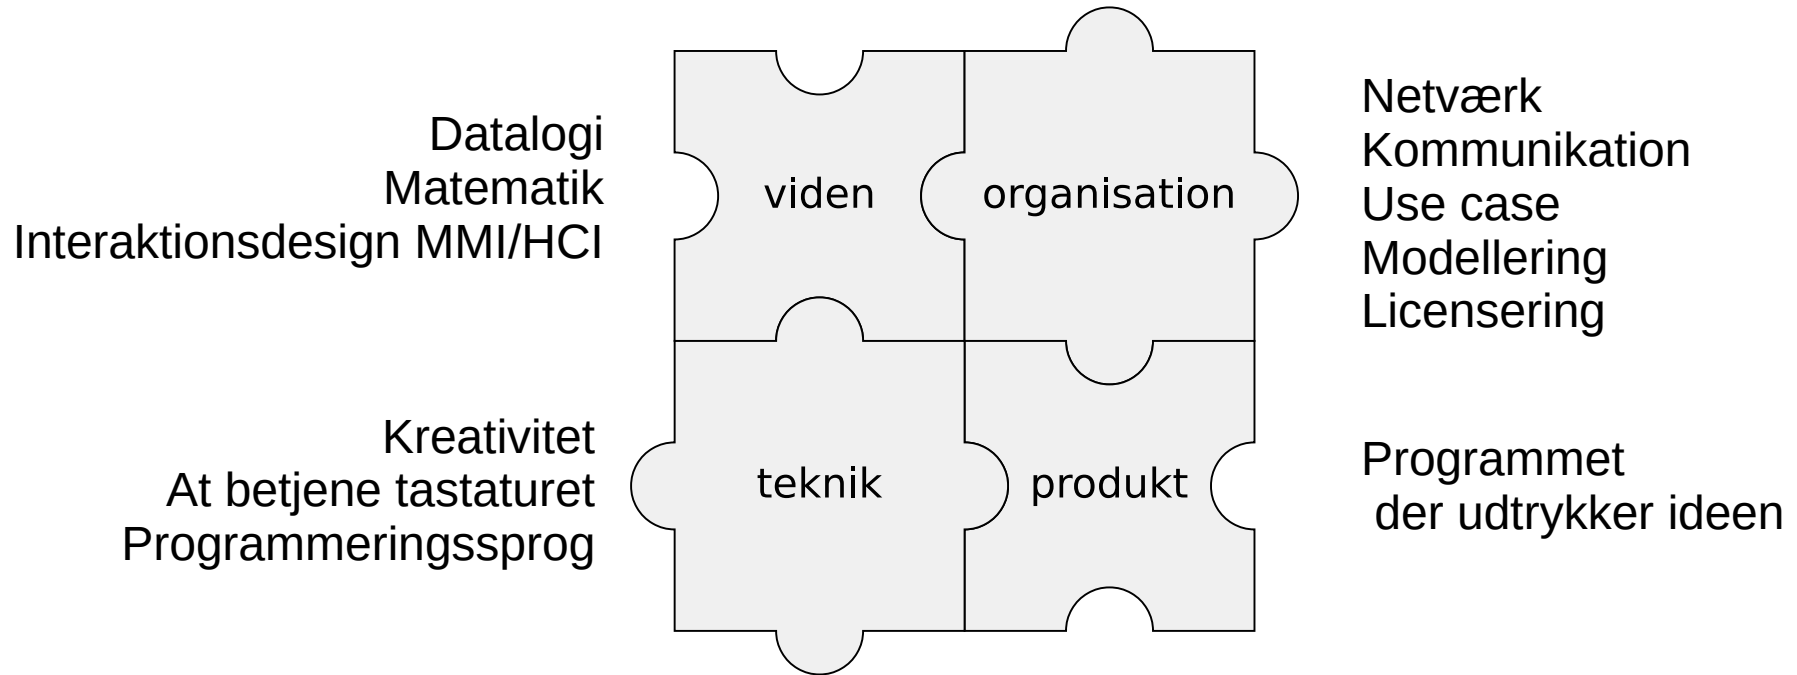 Datalogi
Matematik
Interaktionsdesign MMI/HCI
viden
organisation
Netværk
Kommunikation
Use case
Modellering
Licensering
Kreativitet
At betjene tastaturet
Programmeringssprog
teknik
produkt
Programmet
der udtrykker ideen